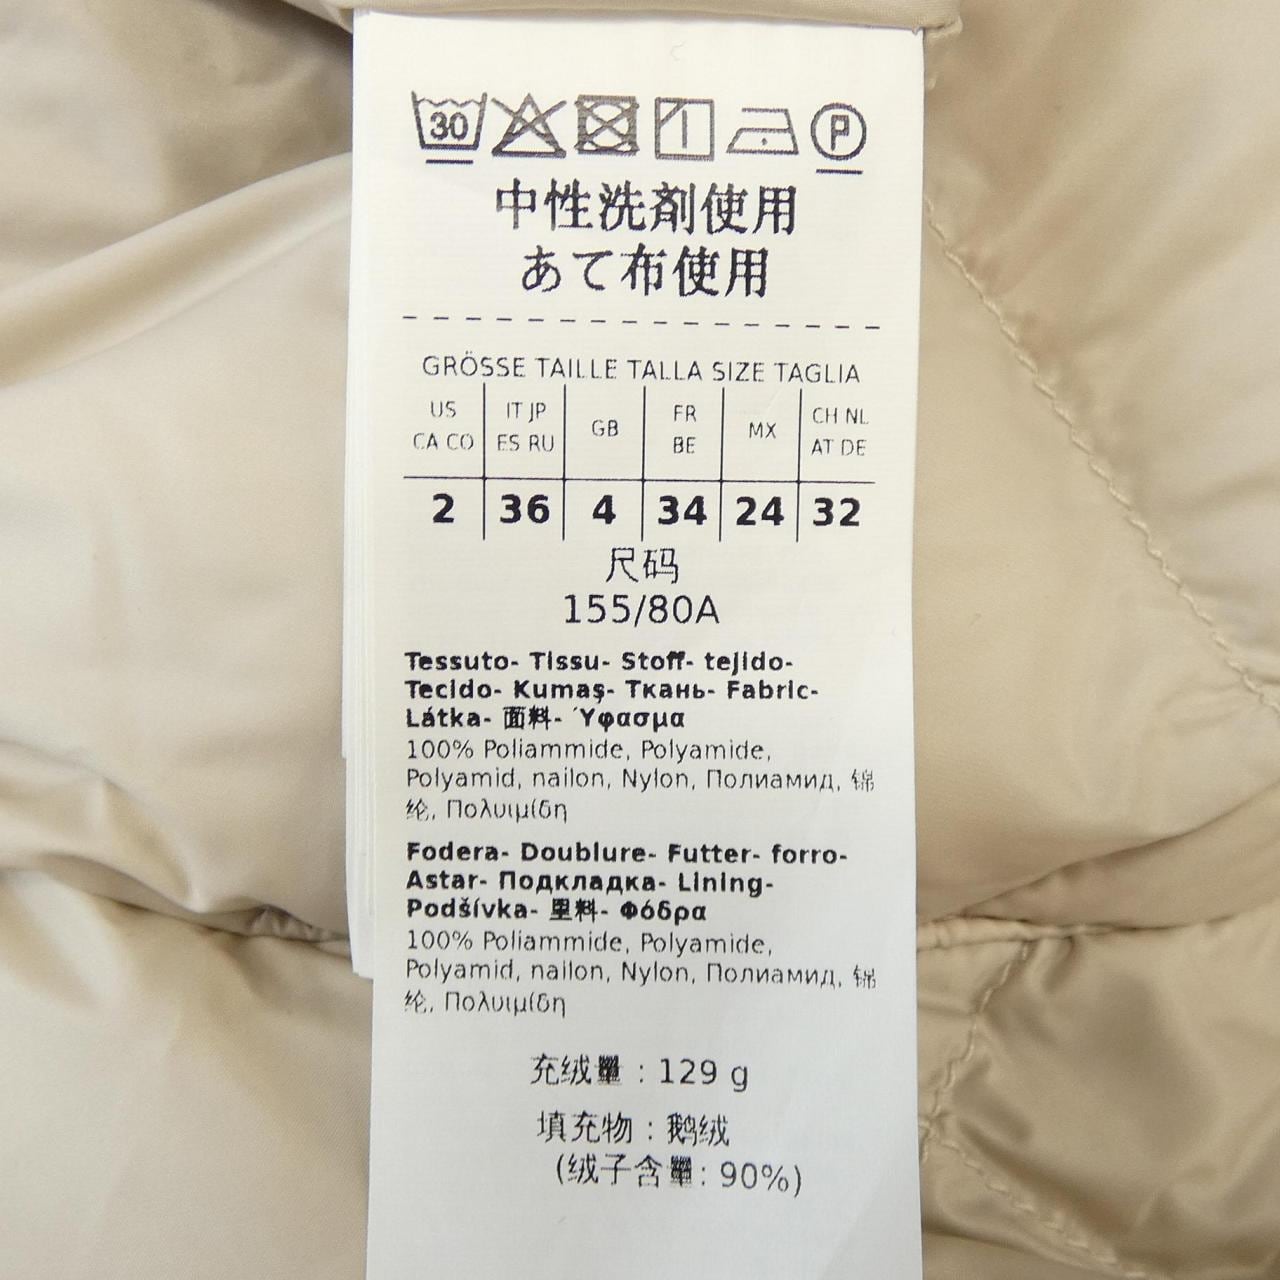 30
P
中性洗剤使用
あて布使用
GRÖSSE TAILLE TALLA SIZE TAGLIA
US CA CO
IT JP ES RU
GB
FR BE
MX
CH NL AT DE
2 36 4 34 24 32
尺码
155/80A
Tessuto- Tissu- Stoff- tejido-
Tecido- Kumaş- Ткань- Fabric-
Látka- 面料- Ύφασμα
100% Poliammide, Polyamide,
Polyamid, nailon, Nylon, Полиамид, 锦
纶, Πολυιμίδη
Fodera- Doublure- Futter- forro-
Astar- Подкладка- Lining-
Podšívka- 里料- Φόδρα
100% Poliammide, Polyamide,
Polyamid, nailon, Nylon, Полиамид, 锦
纶, Πολυιμίδη
充绒量 : 129 g
填充物 : 鹅绒
(绒子含量: 90%)